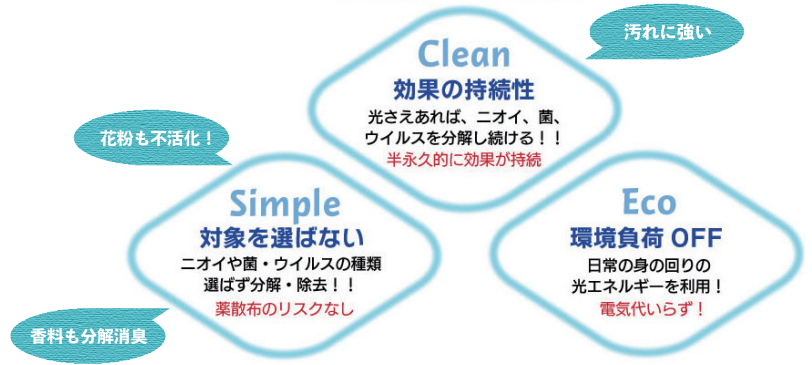 汚れに強い
Clean
効果の持続性
光さえあれば、ニオイ、菌、
ウイルスを分解し続ける！！
半永久的に効果が持続
花粉も不活化！
Simple
対象を選ばない
ニオイや菌・ウイルスの種類
選ばず分解・除去！！
薬散布のリスクなし
香料も分解消臭
Eco
環境負荷 OFF
日常の身の回りの
光エネルギーを利用！
電気代いらず！